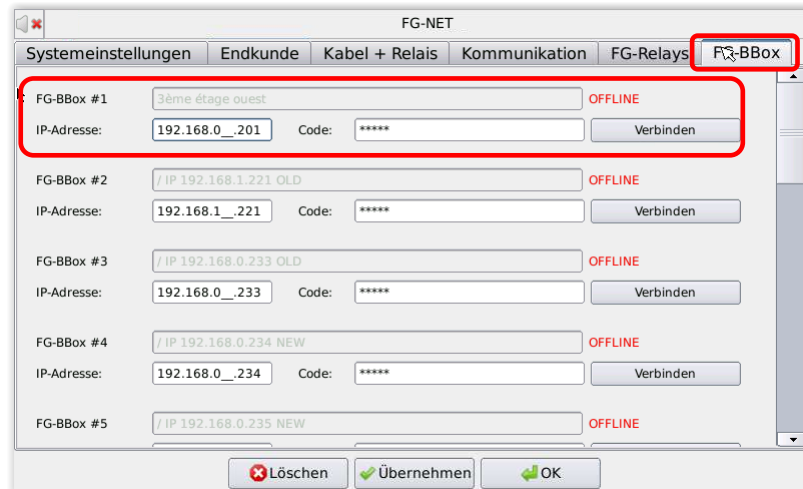 FG-NET
Systemeinstellungen Endkunde Kabel + Relais Kommunikation FG-Relays FG-BBox
FG-BBox #1 3ème étage ouest OFFLINE
IP-Adresse: 192.168.0__.201 Code: ***** Verbinden
FG-BBox #2 / IP 192.168.1.221 OLD OFFLINE
IP-Adresse: 192.168.1__.221 Code: ***** Verbinden
FG-BBox #3 / IP 192.168.0.233 OLD OFFLINE
IP-Adresse: 192.168.0__.233 Code: ***** Verbinden
FG-BBox #4 / IP 192.168.0.234 NEW OFFLINE
IP-Adresse: 192.168.0__.234 Code: ***** Verbinden
FG-BBox #5 / IP 192.168.0.235 NEW OFFLINE
Löschen Übernehmen OK